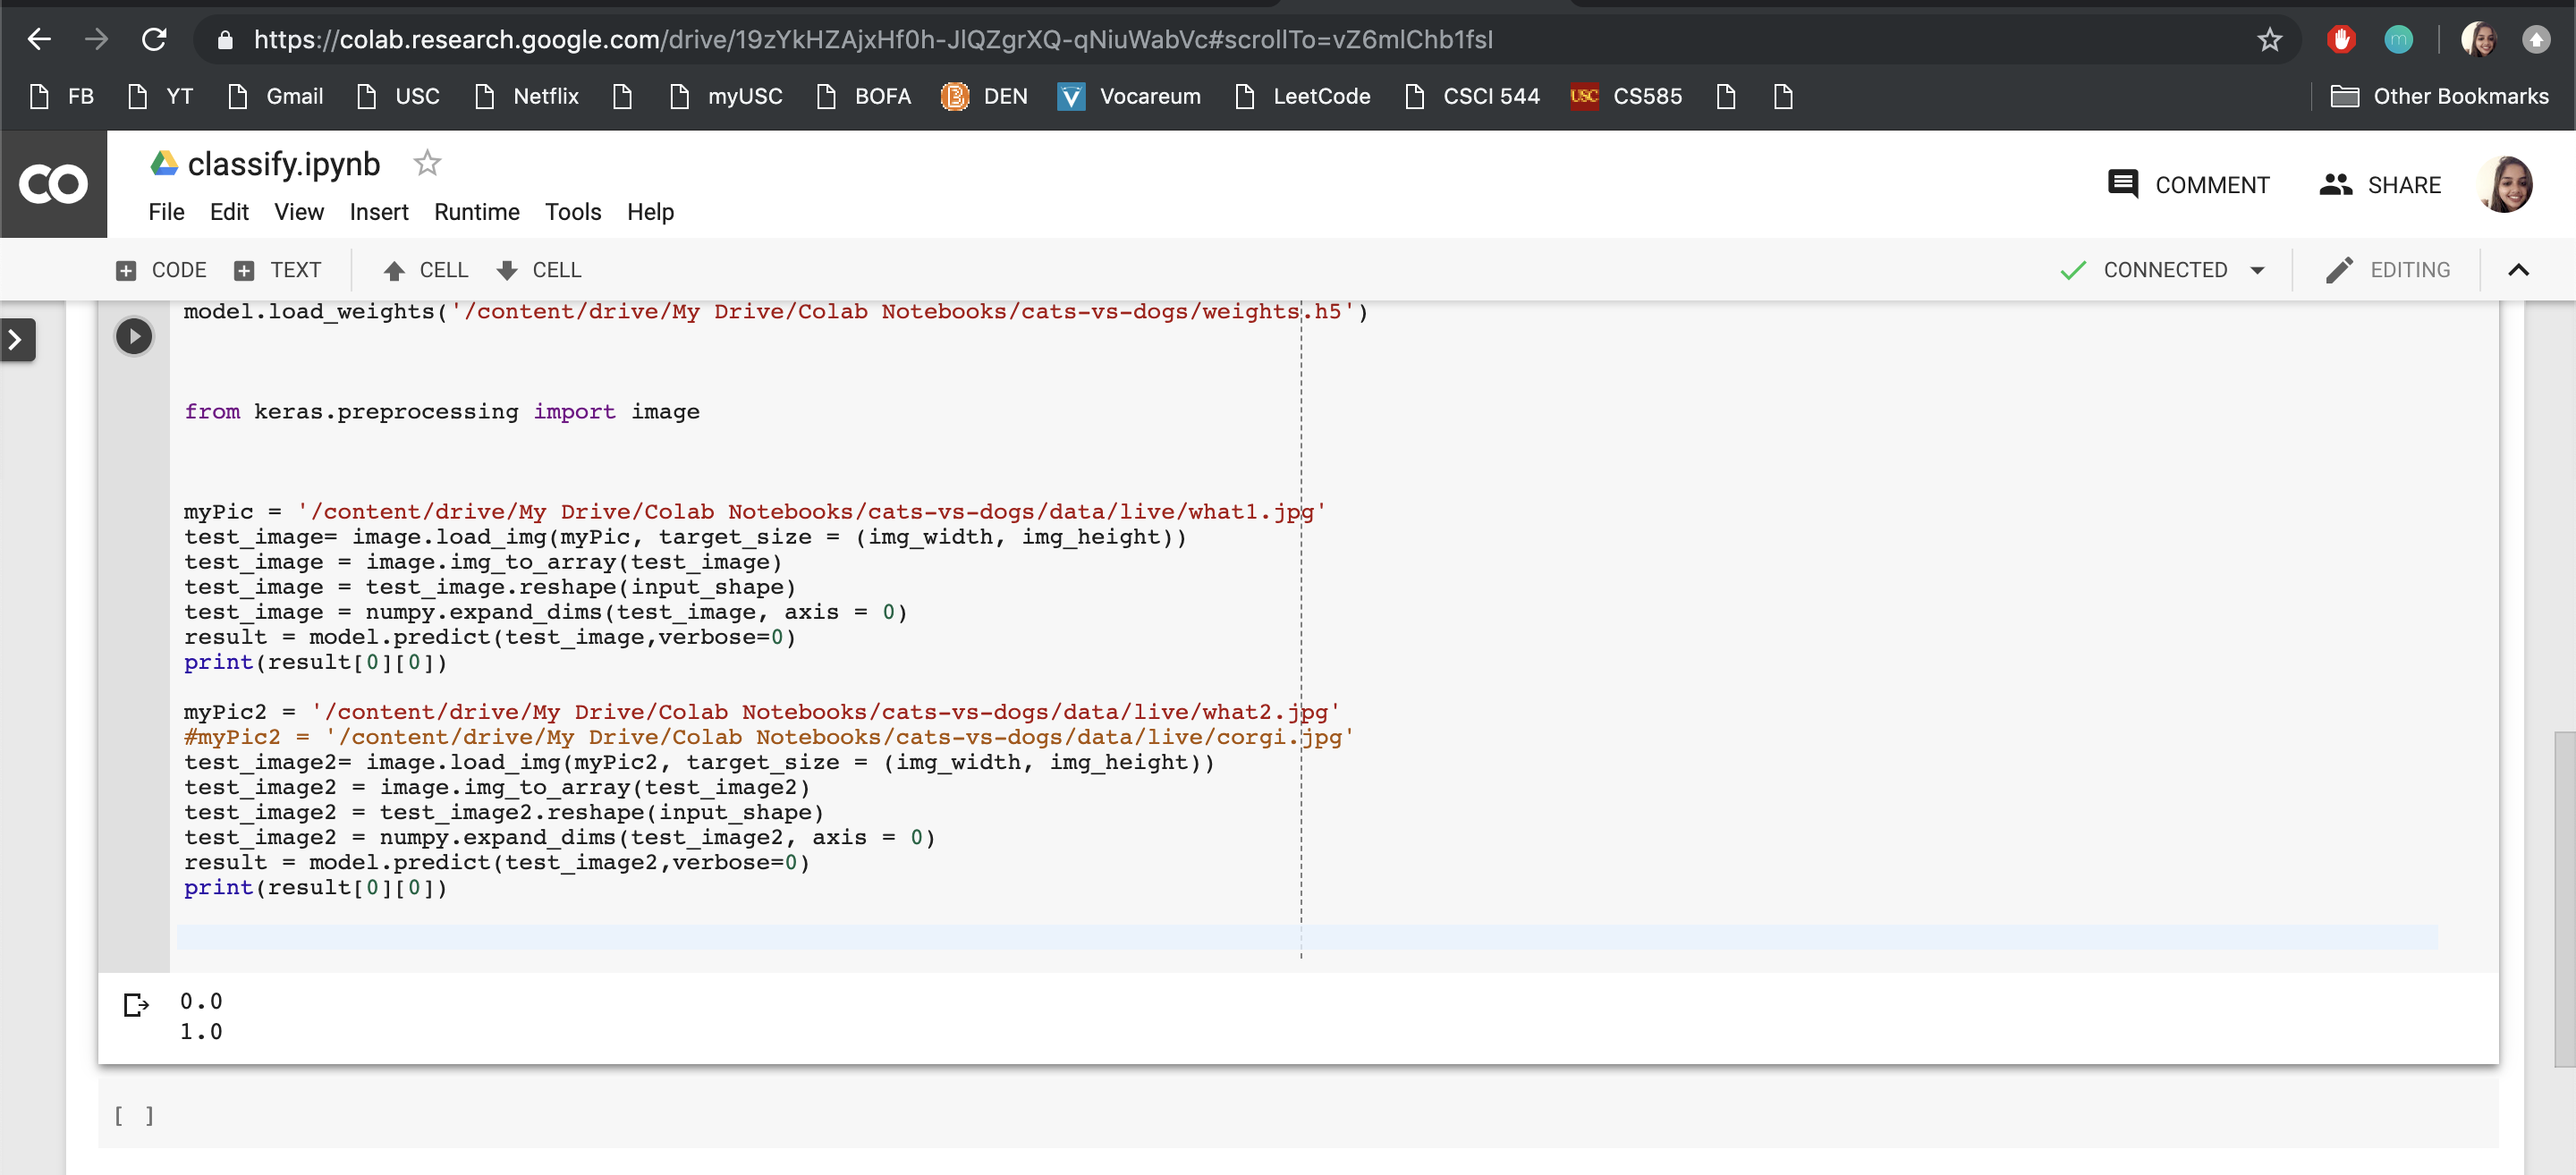 https://colab.research.google.com/drive/19zYkHZAjxHf0h-JlQZgrXQ-qNiuWabVc#scrollTo=vZ6mlChb1fsI
m
FB YT Gmail USC Netflix myUSC BOFA DEN Vocareum LeetCode CSCI 544 CS585 Other Bookmarks
CO classify.ipynb
COMMENT SHARE
File Edit View Insert Runtime Tools Help
CODE TEXT CELL CELL CONNECTED EDITING
model.load_weights('/content/drive/My Drive/Colab Notebooks/cats-vs-dogs/weights.h5')
from keras.preprocessing import image
myPic = '/content/drive/My Drive/Colab Notebooks/cats-vs-dogs/data/live/what1.jpg'
test_image= image.load_img(myPic, target_size = (img_width, img_height))
test_image = image.img_to_array(test_image)
test_image = test_image.reshape(input_shape)
test_image = numpy.expand_dims(test_image, axis = 0)
result = model.predict(test_image,verbose=0)
print(result[0][0])
myPic2 = '/content/drive/My Drive/Colab Notebooks/cats-vs-dogs/data/live/what2.jpg'
#myPic2 = '/content/drive/My Drive/Colab Notebooks/cats-vs-dogs/data/live/corgi.jpg'
test_image2= image.load_img(myPic2, target_size = (img_width, img_height))
test_image2 = image.img_to_array(test_image2)
test_image2 = test_image2.reshape(input_shape)
test_image2 = numpy.expand_dims(test_image2, axis = 0)
result = model.predict(test_image2,verbose=0)
print(result[0][0])
0.0
1.0
[ ]